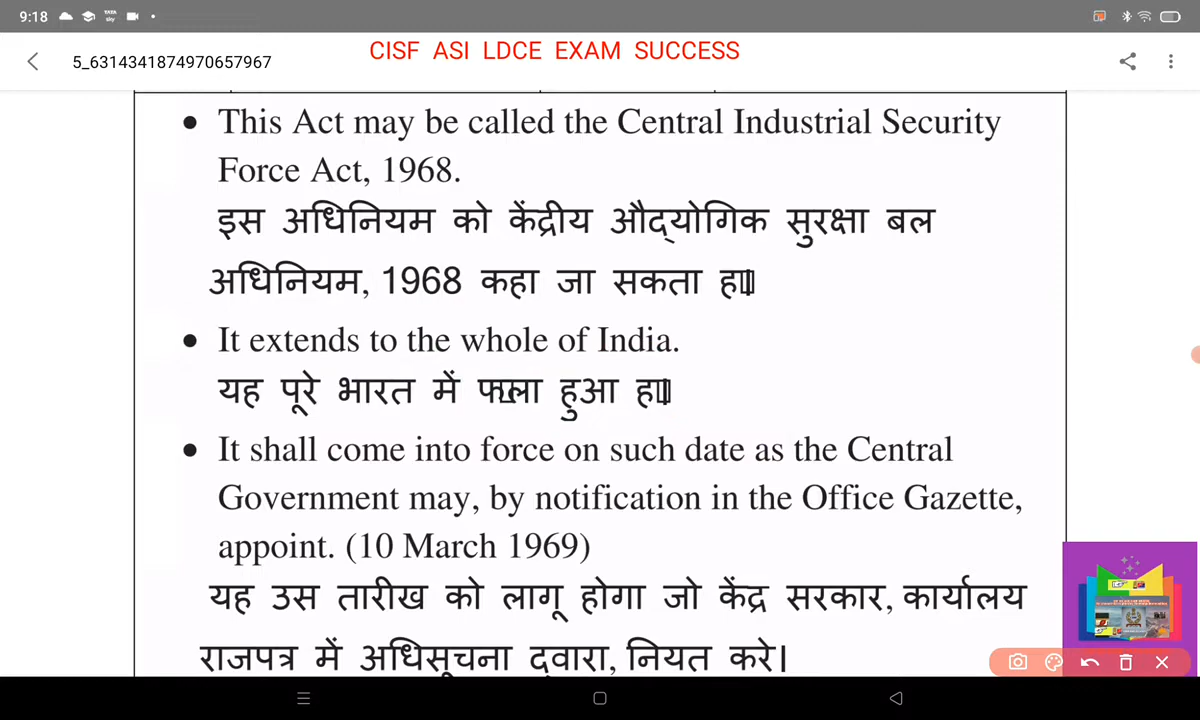 9:18
CISF ASI LDCE EXAM SUCCESS
5_6314341874970657967
• This Act may be called the Central Industrial Security
Force Act, 1968.
इस अधिनियम को केंद्रीय औद्योगिक सुरक्षा बल
अधिनियम, 1968 कहा जा सकता
• It extends to the whole of India.
यह पूरे भारत में हुआ
• It shall come into force on such date as the Central
Government may, by notification in the Office Gazette,
appoint. (10 March 1969)
यह उस तारीख को लागू होगा जो केंद्र सरकार, कार्यालय
राजपत्र में अधिसूचना द्वारा, नियत करे।